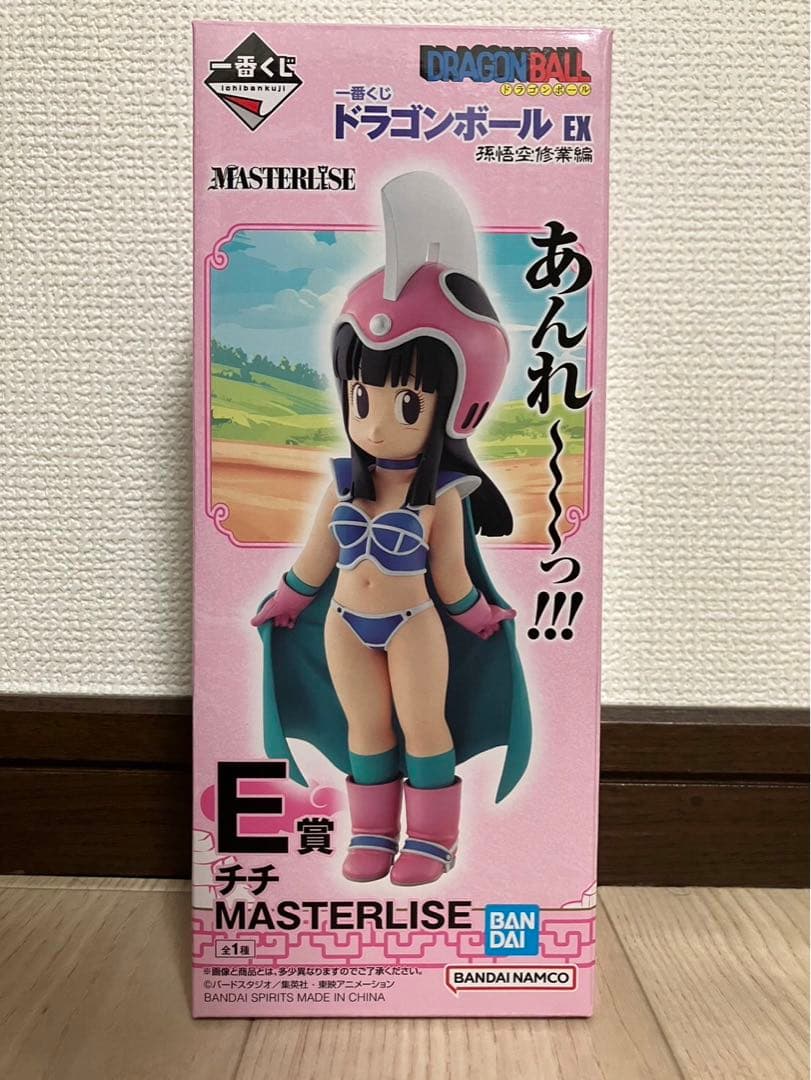 一番くじ
ichibankuji
DRAGONBALL
ドラゴンボール
一番くじ
ドラゴンボール EX
孫悟空修業編
MASTERLISE
あんれ〜〜〜っ!!!
E賞
チチ
MASTERLISE
全1種
BAN
DAI
※画像と商品とは、多少異なりますのでご了承ください。
©バードスタジオ/集英社・東映アニメーション
BANDAI SPIRITS MADE IN CHINA
BANDAI NAMCO